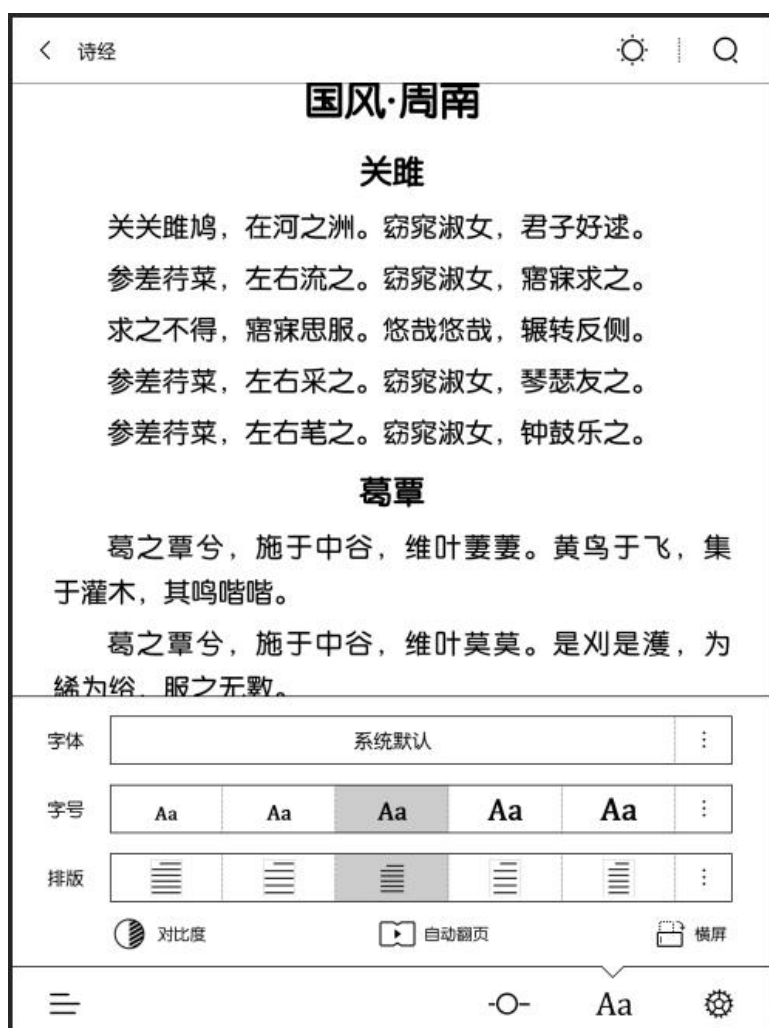 诗经
国风·周南
关雎
关关雎鸠，在河之洲。窈窕淑女，君子好逑。
参差荇菜，左右流之。窈窕淑女，寤寐求之。
求之不得，寤寐思服。悠哉悠哉，辗转反侧。
参差荇菜，左右采之。窈窕淑女，琴瑟友之。
参差荇菜，左右芼之。窈窕淑女，钟鼓乐之。
葛覃
葛之覃兮，施于中谷，维叶萋萋。黄鸟于飞，集
于灌木，其鸣喈喈。
葛之覃兮，施于中谷，维叶莫莫。是刈是濩，为
絺为绤，服之无斁。
字体 系统默认
字号 Aa Aa Aa Aa Aa
排版
对比度 自动翻页 横屏
Aa